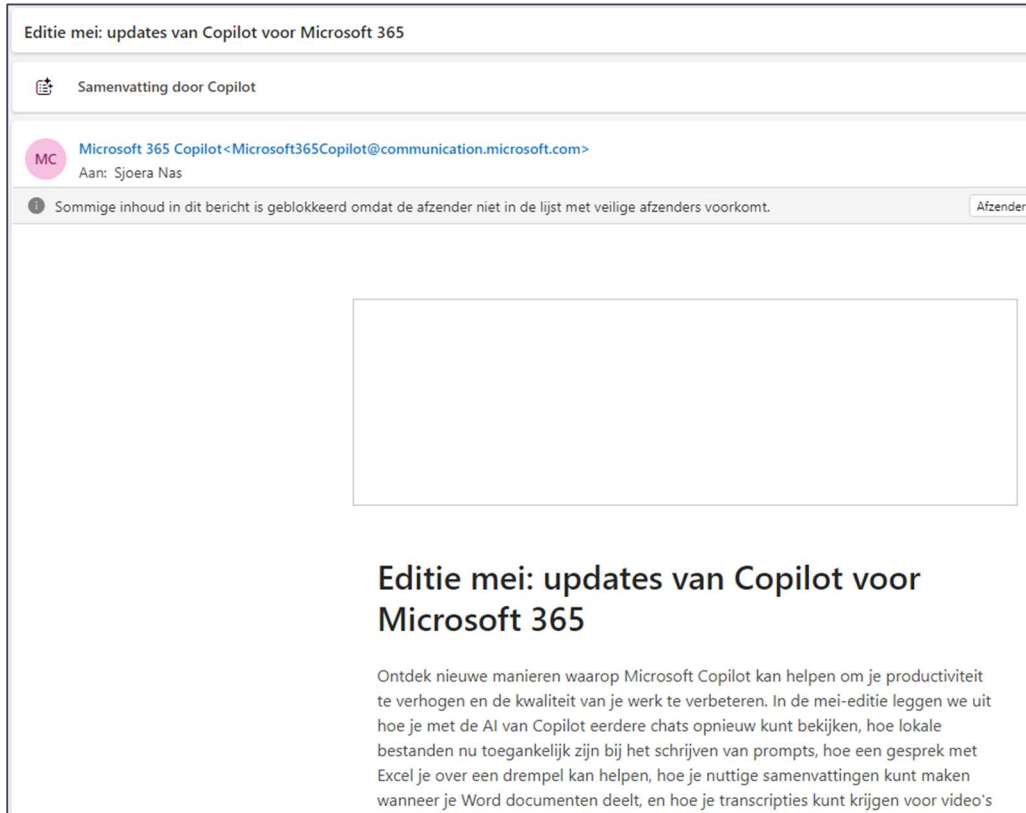 Editie mei: updates van Copilot voor Microsoft 365
Samenvatting door Copilot
MC
Microsoft 365 Copilot<Microsoft365Copilot@communication.microsoft.com>
Aan: Sjoera Nas
Sommige inhoud in dit bericht is geblokkeerd omdat de afzender niet in de lijst met veilige afzenders voorkomt.
Afzender
Editie mei: updates van Copilot voor
Microsoft 365
Ontdek nieuwe manieren waarop Microsoft Copilot kan helpen om je productiviteit
te verhogen en de kwaliteit van je werk te verbeteren. In de mei-editie leggen we uit
hoe je met de AI van Copilot eerdere chats opnieuw kunt bekijken, hoe lokale
bestanden nu toegankelijk zijn bij het schrijven van prompts, hoe een gesprek met
Excel je over een drempel kan helpen, hoe je nuttige samenvattingen kunt maken
wanneer je Word documenten deelt, en hoe je transcripties kunt krijgen voor video's